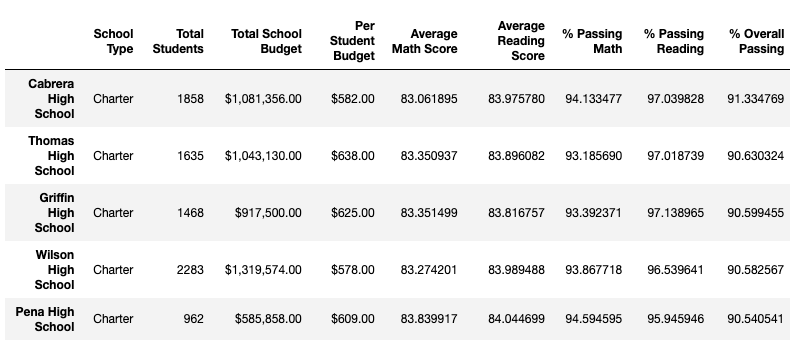 School Type Total Students Total School Budget Per Student Budget Average Math Score Average Reading Score % Passing Math % Passing Reading % Overall Passing
Cabrera High School Charter 1858 $1,081,356.00 $582.00 83.061895 83.975780 94.133477 97.039828 91.334769
Thomas High School Charter 1635 $1,043,130.00 $638.00 83.350937 83.896082 93.185690 97.018739 90.630324
Griffin High School Charter 1468 $917,500.00 $625.00 83.351499 83.816757 93.392371 97.138965 90.599455
Wilson High School Charter 2283 $1,319,574.00 $578.00 83.274201 83.989488 93.867718 96.539641 90.582567
Pena High School Charter 962 $585,858.00 $609.00 83.839917 84.044699 94.594595 95.945946 90.540541